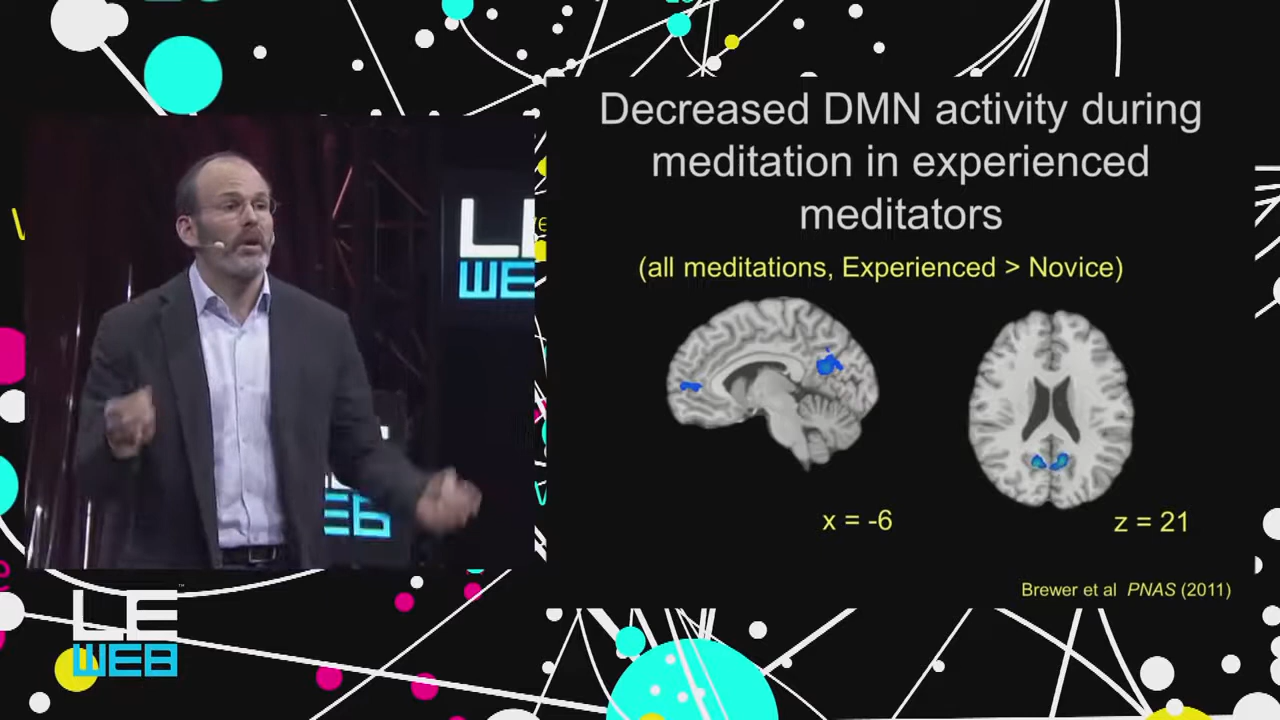 Decreased DMN activity during
meditation in experienced
meditators
(all meditations, Experienced > Novice)
x = -6
z = 21
Brewer et al PNAS (2011)
LE
WEB
LE
WEB